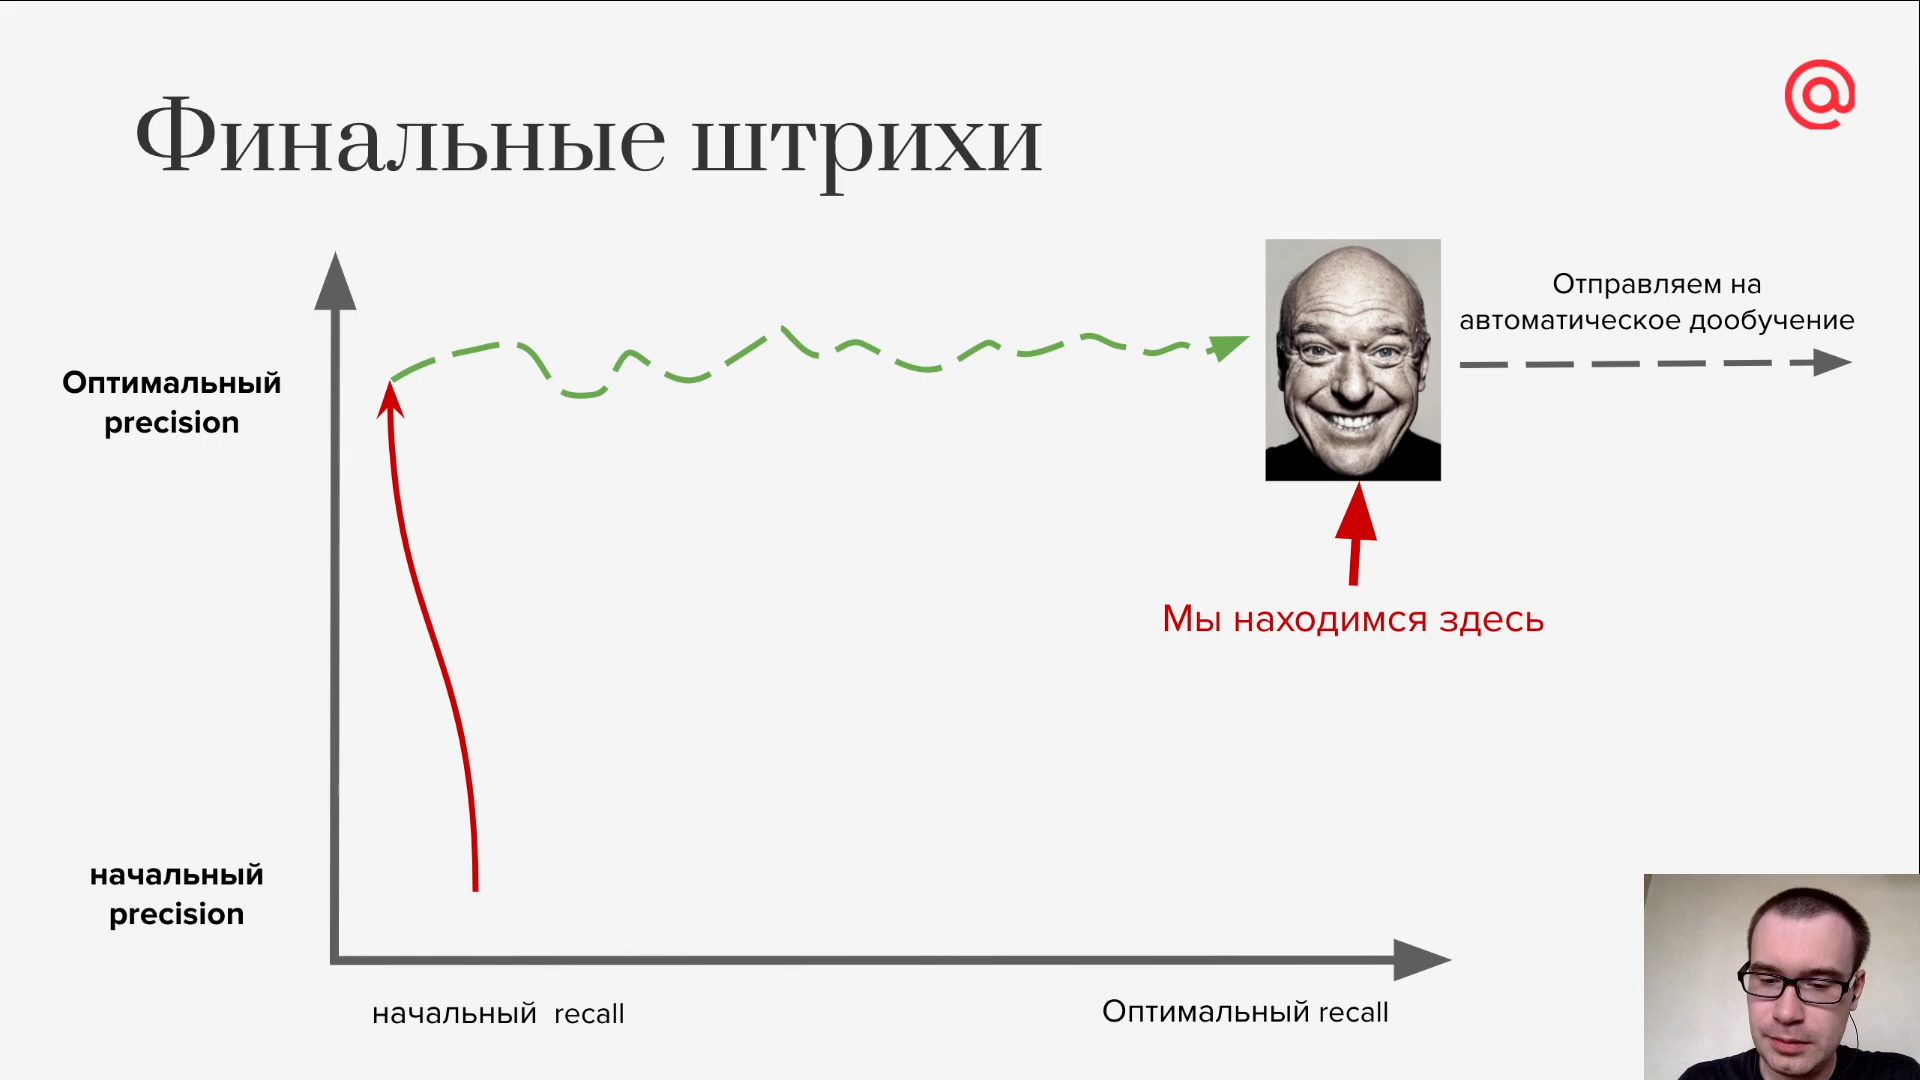 Финальные штрихи
@
Отправляем на
автоматическое дообучение
Оптимальный
precision
Мы находимся здесь
начальный
precision
начальный recall
Оптимальный recall